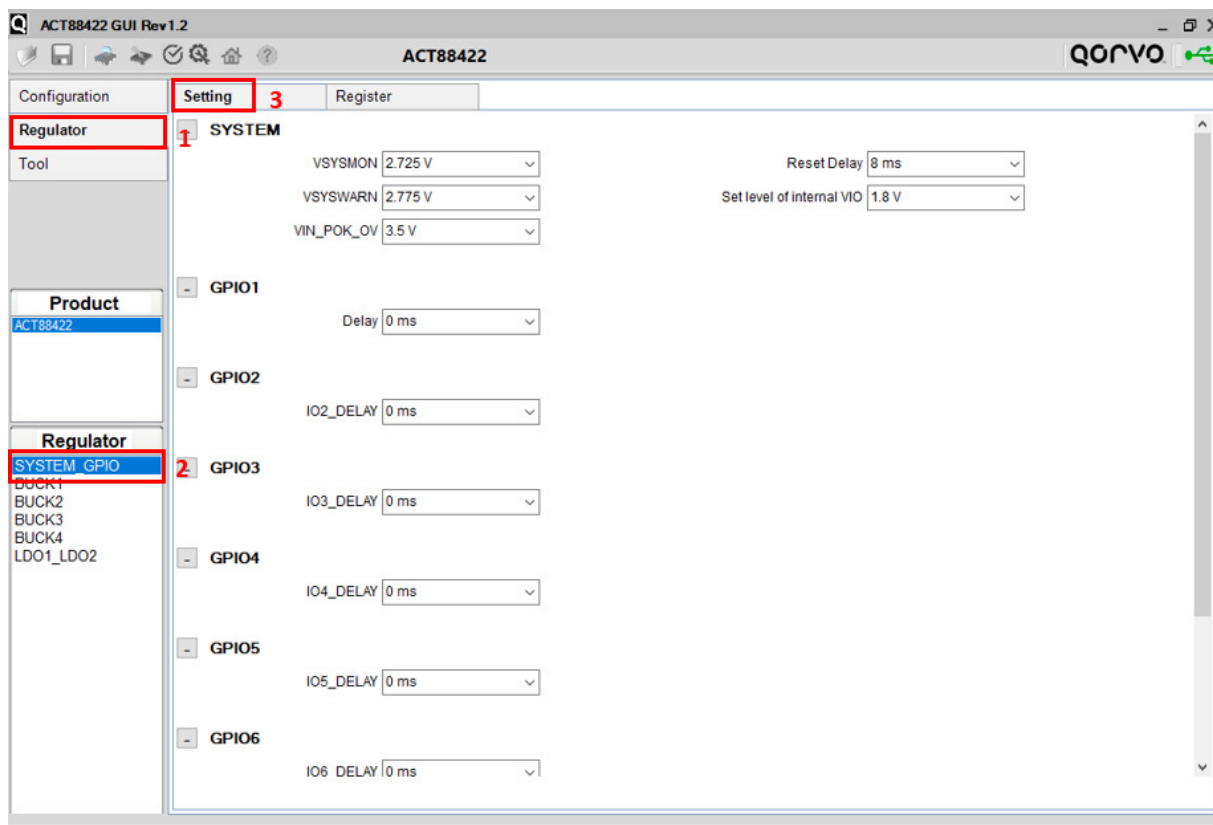 ACT88422 GUI Rev1.2
ACT88422
QORVO
Configuration
Regulator
Tool
Setting 3 Register
1 SYSTEM
VSYSMON 2.725 V
Reset Delay 8 ms
VSYSWARN 2.775 V
Set level of internal VIO 1.8 V
VIN_POK_OV 3.5 V
- GPIO1
Delay 0 ms
- GPIO2
IO2_DELAY 0 ms
2 GPIO3
IO3_DELAY 0 ms
- GPIO4
IO4_DELAY 0 ms
- GPIO5
IO5_DELAY 0 ms
- GPIO6
IO6_DELAY 0 ms
Product
ACT88422
Regulator
SYSTEM_GPIO
BUCK1
BUCK2
BUCK3
BUCK4
LDO1_LDO2